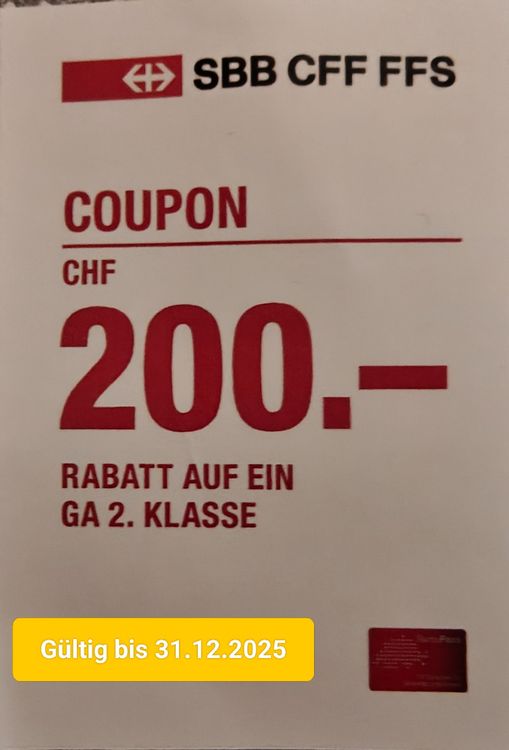 SBB CFF FFS
COUPON
CHF
200.–
RABATT AUF EIN
GA 2. KLASSE
Gültig bis 31.12.2025